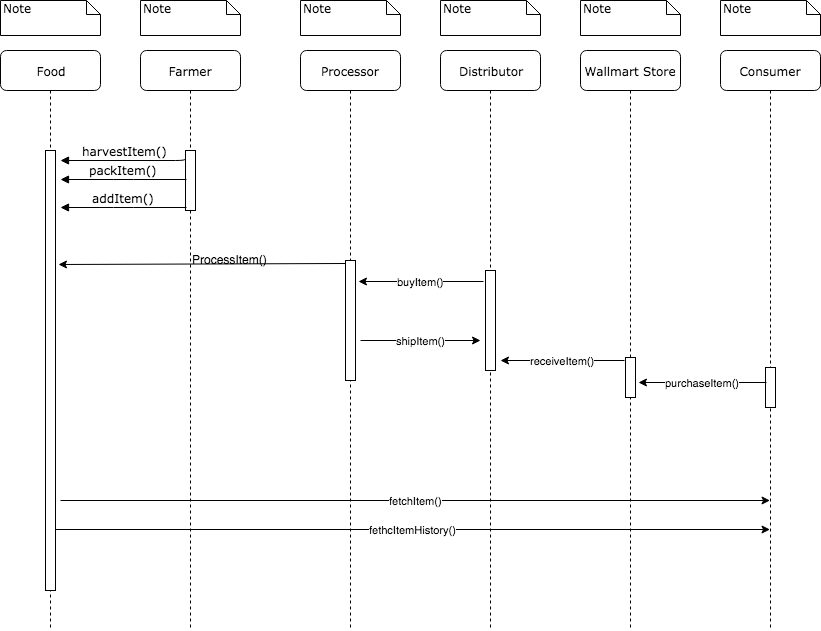 Note
Note
Note
Note
Note
Note
Food
Farmer
Processor
Distributor
Wallmart Store
Consumer
harvestItem()
packItem()
addItem()
ProcessItem()
buyItem()
shipItem()
receiveItem()
purchaseItem()
fetchItem()
fethcItemHistory()